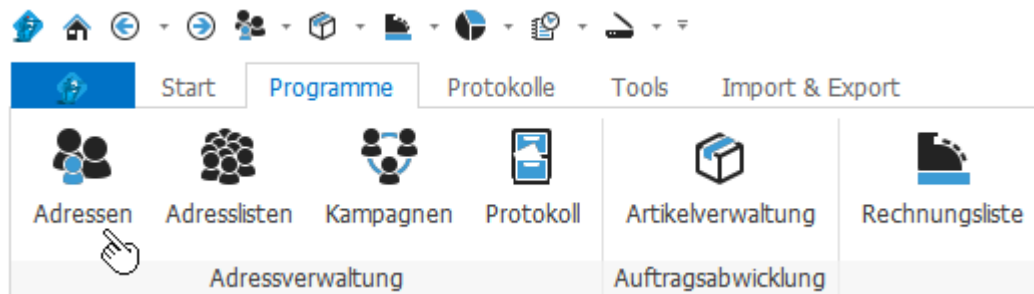 Start Programme Protokolle Tools Import & Export
Adressen Adresslisten Kampagnen Protokoll Artikelverwaltung Rechnungsliste
Adressverwaltung Auftragsabwicklung